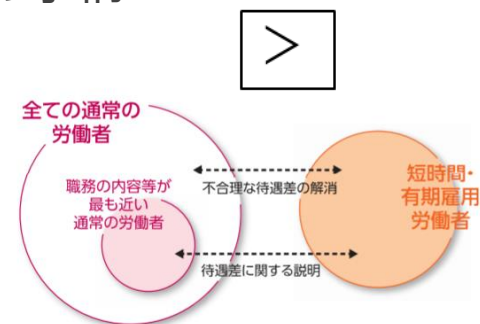 >
全ての通常の
労働者
職務の内容等が
最も近い
通常の労働者
不合理な待遇差の解消
待遇差に関する説明
短時間・
有期雇用
労働者